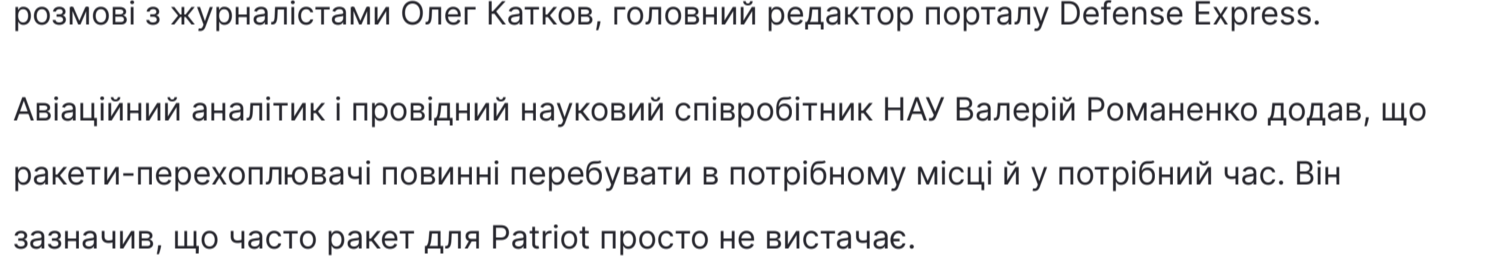 розмові з журналістами Олег Катков, головний редактор порталу Defense Express.
Авіаційний аналітик і провідний науковий співробітник НАУ Валерій Романенко додав, що
ракети-перехоплювачі повинні перебувати в потрібному місці й у потрібний час. Він
зазначив, що часто ракет для Patriot просто не вистачає.